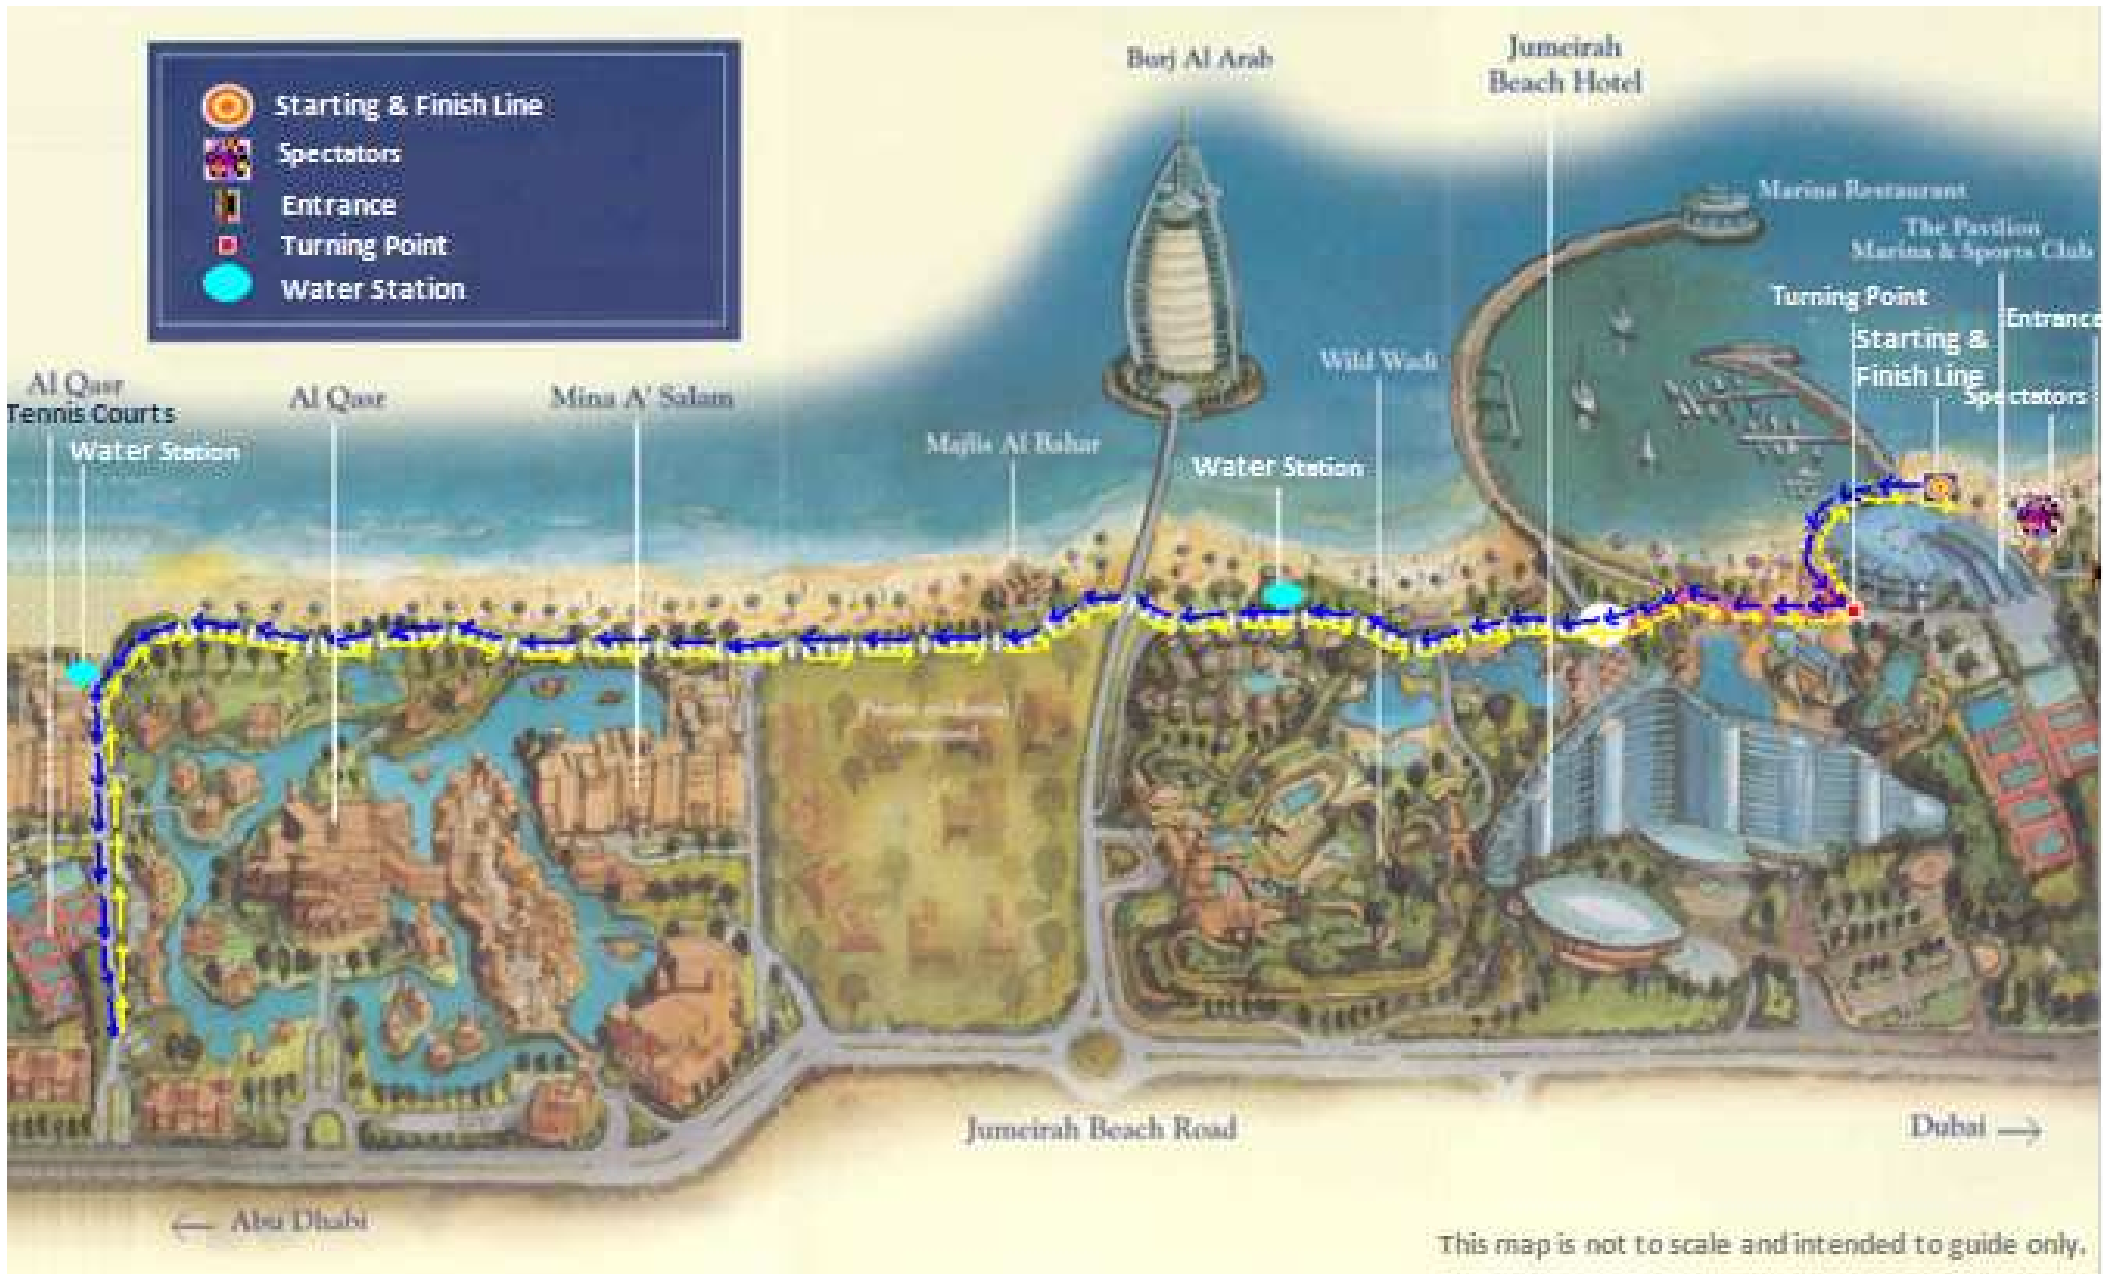 Starting & Finish Line
Spectators
Entrance
Turning Point
Water Station
Burj Al Arab
Jumeirah
Beach Hotel
Marina Restaurant
The Pavilion
Marina & Sports Club
Turning Point
Entrance
Starting &
Finish Line
Spectators
Wild Wadi
Al Qasr
Tennis Courts
Water Station
Al Qasr
Mina A' Salam
Majlis Al Bahar
Water Station
Jumeirah Beach Road
Dubai
Abu Dhabi
This map is not to scale and intended to guide only.